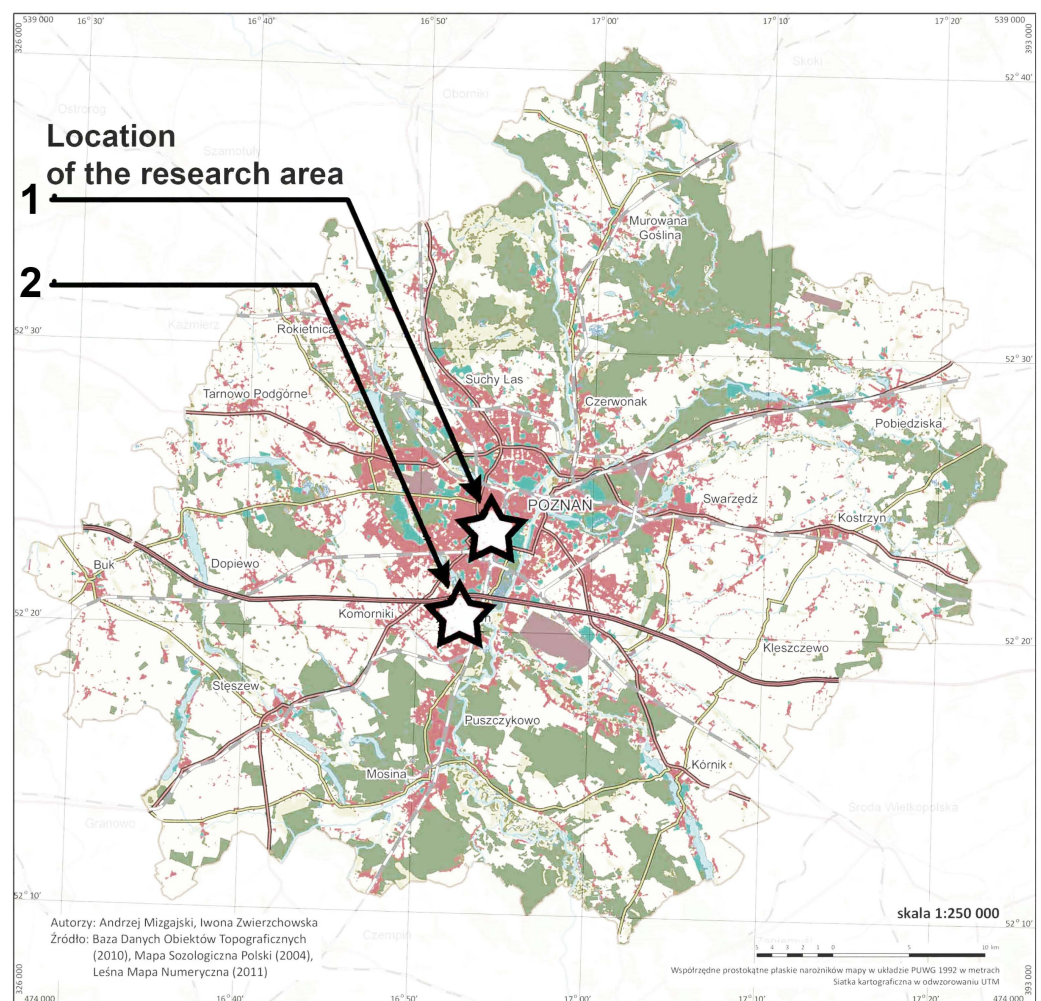 539 000
16° 30'
16° 40'
16° 50'
17° 00'
17° 10'
17° 20'
539 000
326 000
393 000
52° 40'
Skoki
Oborniki
Ostroróg
Szamotuły
Location
of the research area
1
2
Murowana
Goślina
Kaźmierz
52° 30'
Rokietnica
52° 30'
Suchy Las
Tarnowo Podgórne
Czerwonak
Pobiedziska
POZNAŃ
Swarzędz
Kostrzyn
Buk
Dopiewo
52° 20'
Komorniki
52° 20'
Kleszczewo
Stęszew
Puszczykowo
Mosina
Kórnik
Środa Wielkopolska
Granowo
52° 10'
Czempiń
52° 10'
skala 1:250 000
Autorzy: Andrzej Mizgajski, Iwona Zwierzchowska
Źródło: Baza Danych Obiektów Topograficznych
(2010), Mapa Sozologiczna Polski (2004),
Leśna Mapa Numeryczna (2011)
5 4 3 2 1 0 5 10 km
Współrzędne prostokątne płaskie narożników mapy w układzie PUWG 1992 w metrach
Siatka kartograficzna w odwzorowaniu UTM
326 000
393 000
474 000
16° 40'
16° 50'
17° 00'
17° 10'
17° 20'
474 000